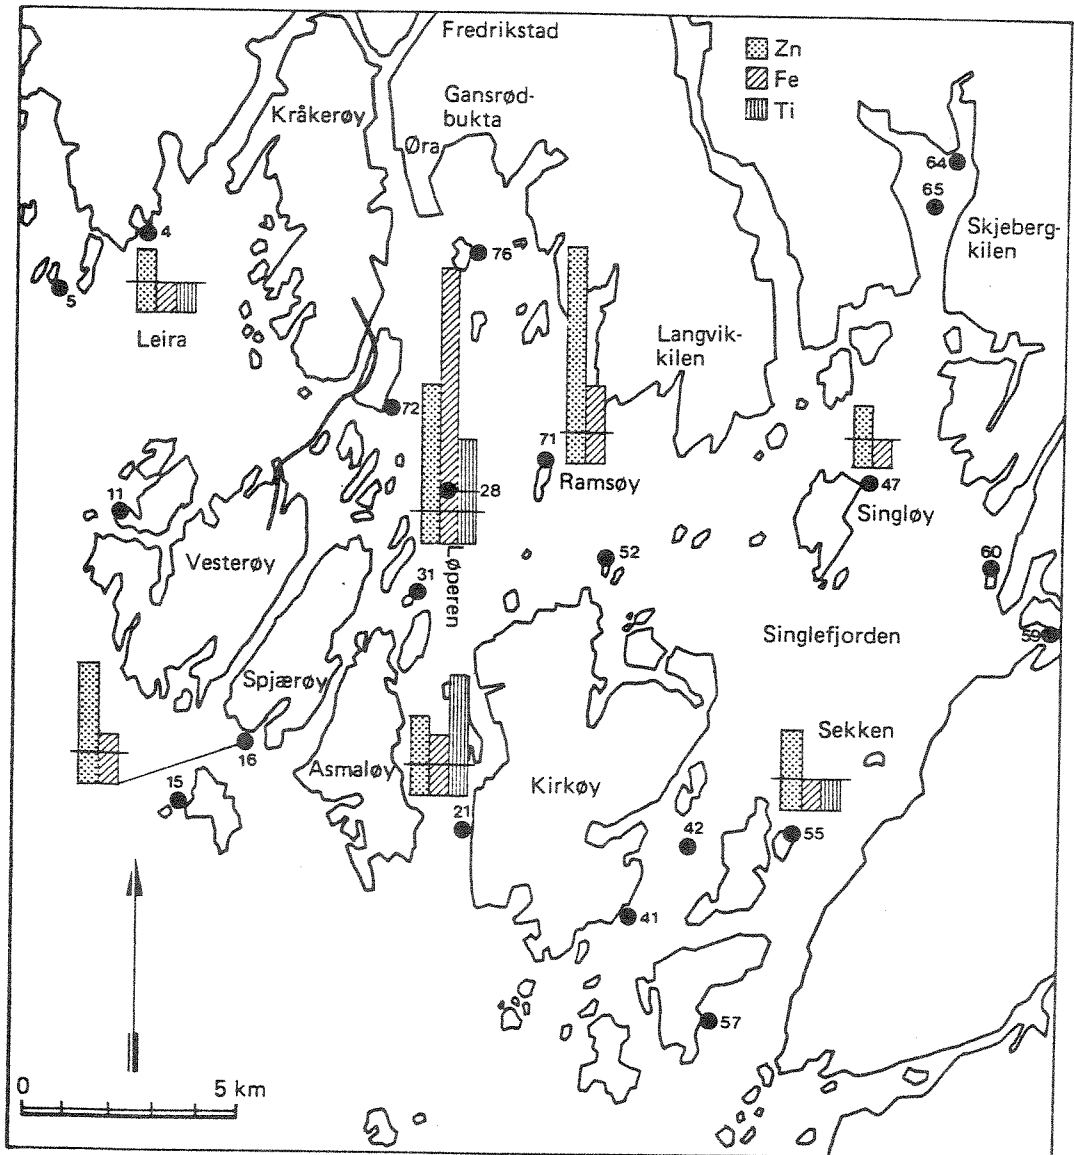 Fredrikstad
Zn
Fe
Ti
Gansrød-
bukta
Kråkerøy
Øra
64
65
Skjeberg-
kilen
4
76
5
Leira
Langvik-
kilen
72
71
Ramsøy
28
47
Singløy
11
Vesterøy
52
60
31
Løperen
59
Singlefjorden
Spjærøy
Sekken
16
Asmaløy
Kirkøy
15
21
42
55
41
57
0
5 km